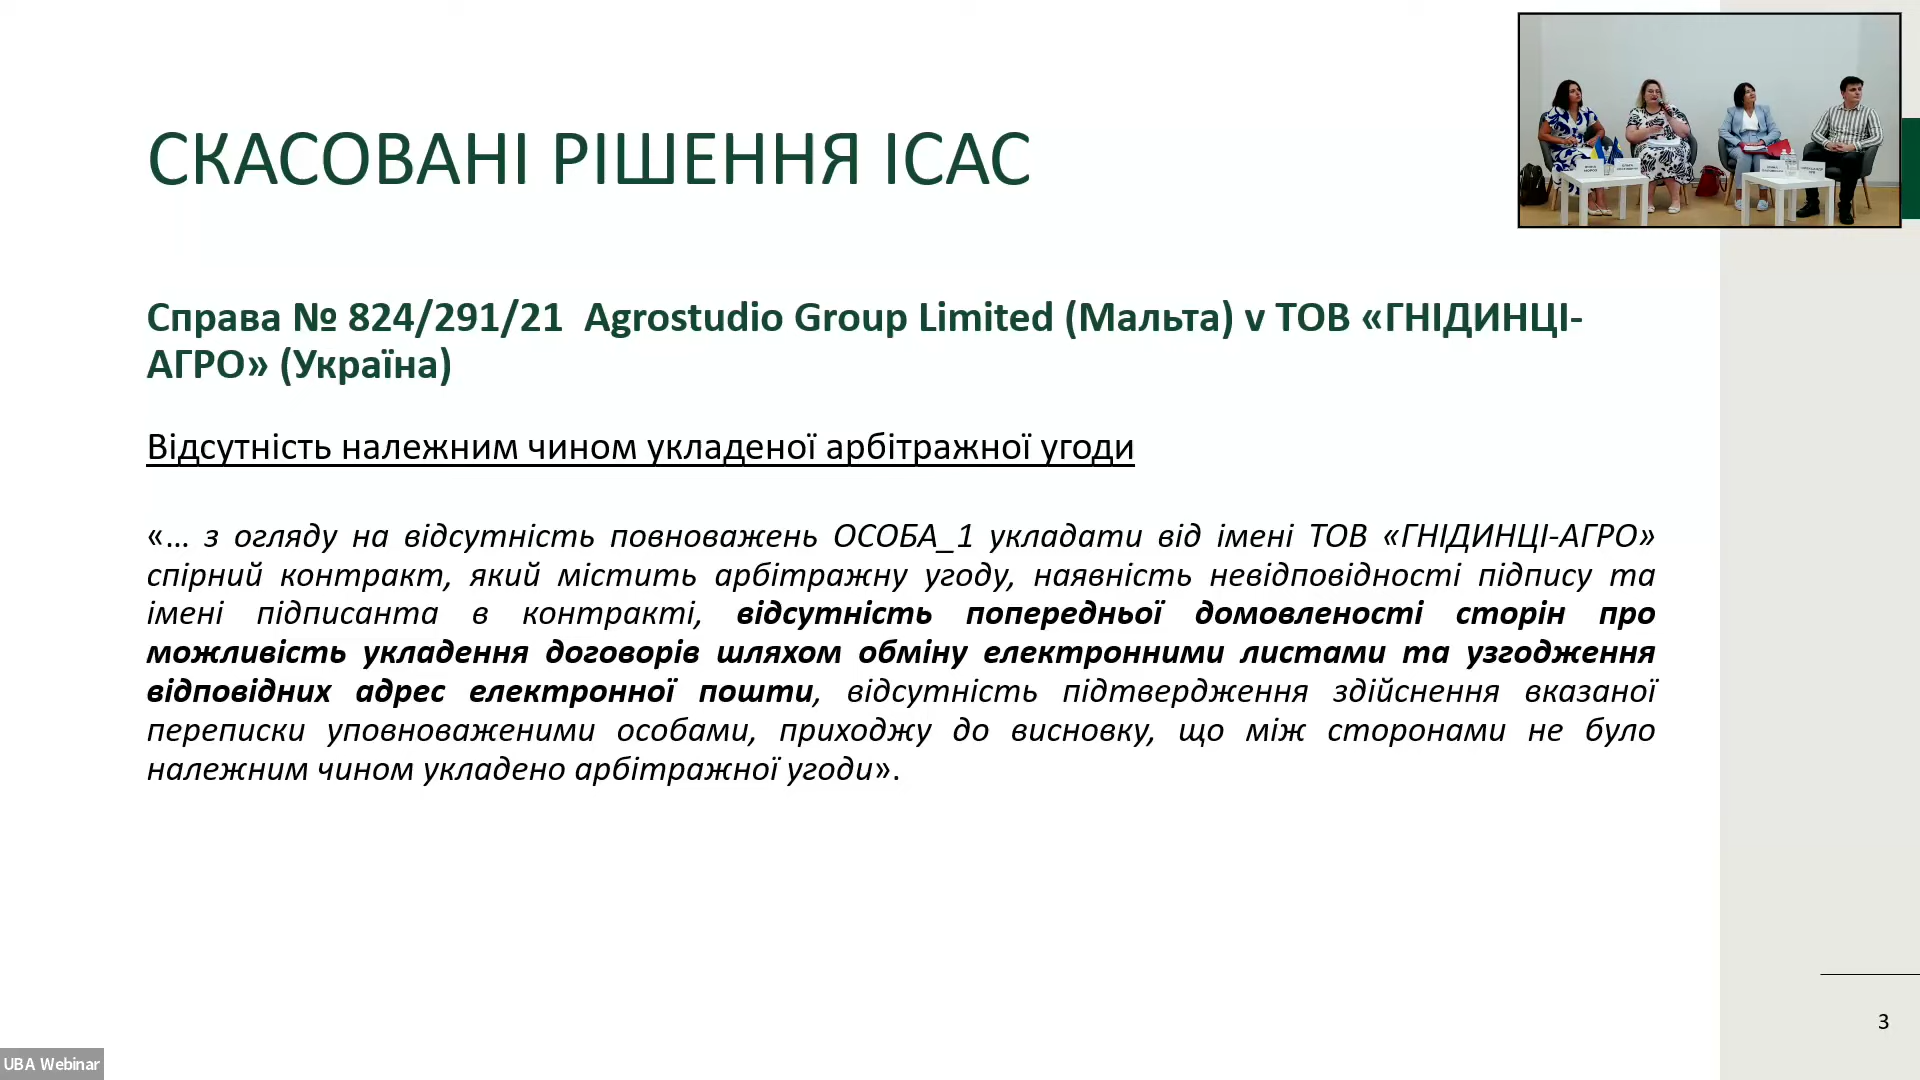 СКАСОВАНІ РІШЕННЯ ІСАС
Справа № 824/291/21 Agrostudio Group Limited (Мальта) v ТОВ «ГНІДИНЦІ-
АГРО» (Україна)
Відсутність належним чином укладеної арбітражної угоди
«… з огляду на відсутність повноважень ОСОБА_1 укладати від імені ТОВ «ГНІДИНЦІ-АГРО»
спірний контракт, який містить арбітражну угоду, наявність невідповідності підпису та
імені підписанта в контракті, відсутність попередньої домовленості сторін про
можливість укладення договорів шляхом обміну електронними листами та узгодження
відповідних адрес електронної пошти, відсутність підтвердження здійснення вказаної
переписки уповноваженими особами, приходжу до висновку, що між сторонами не було
належним чином укладено арбітражної угоди».
3
UBA Webinar